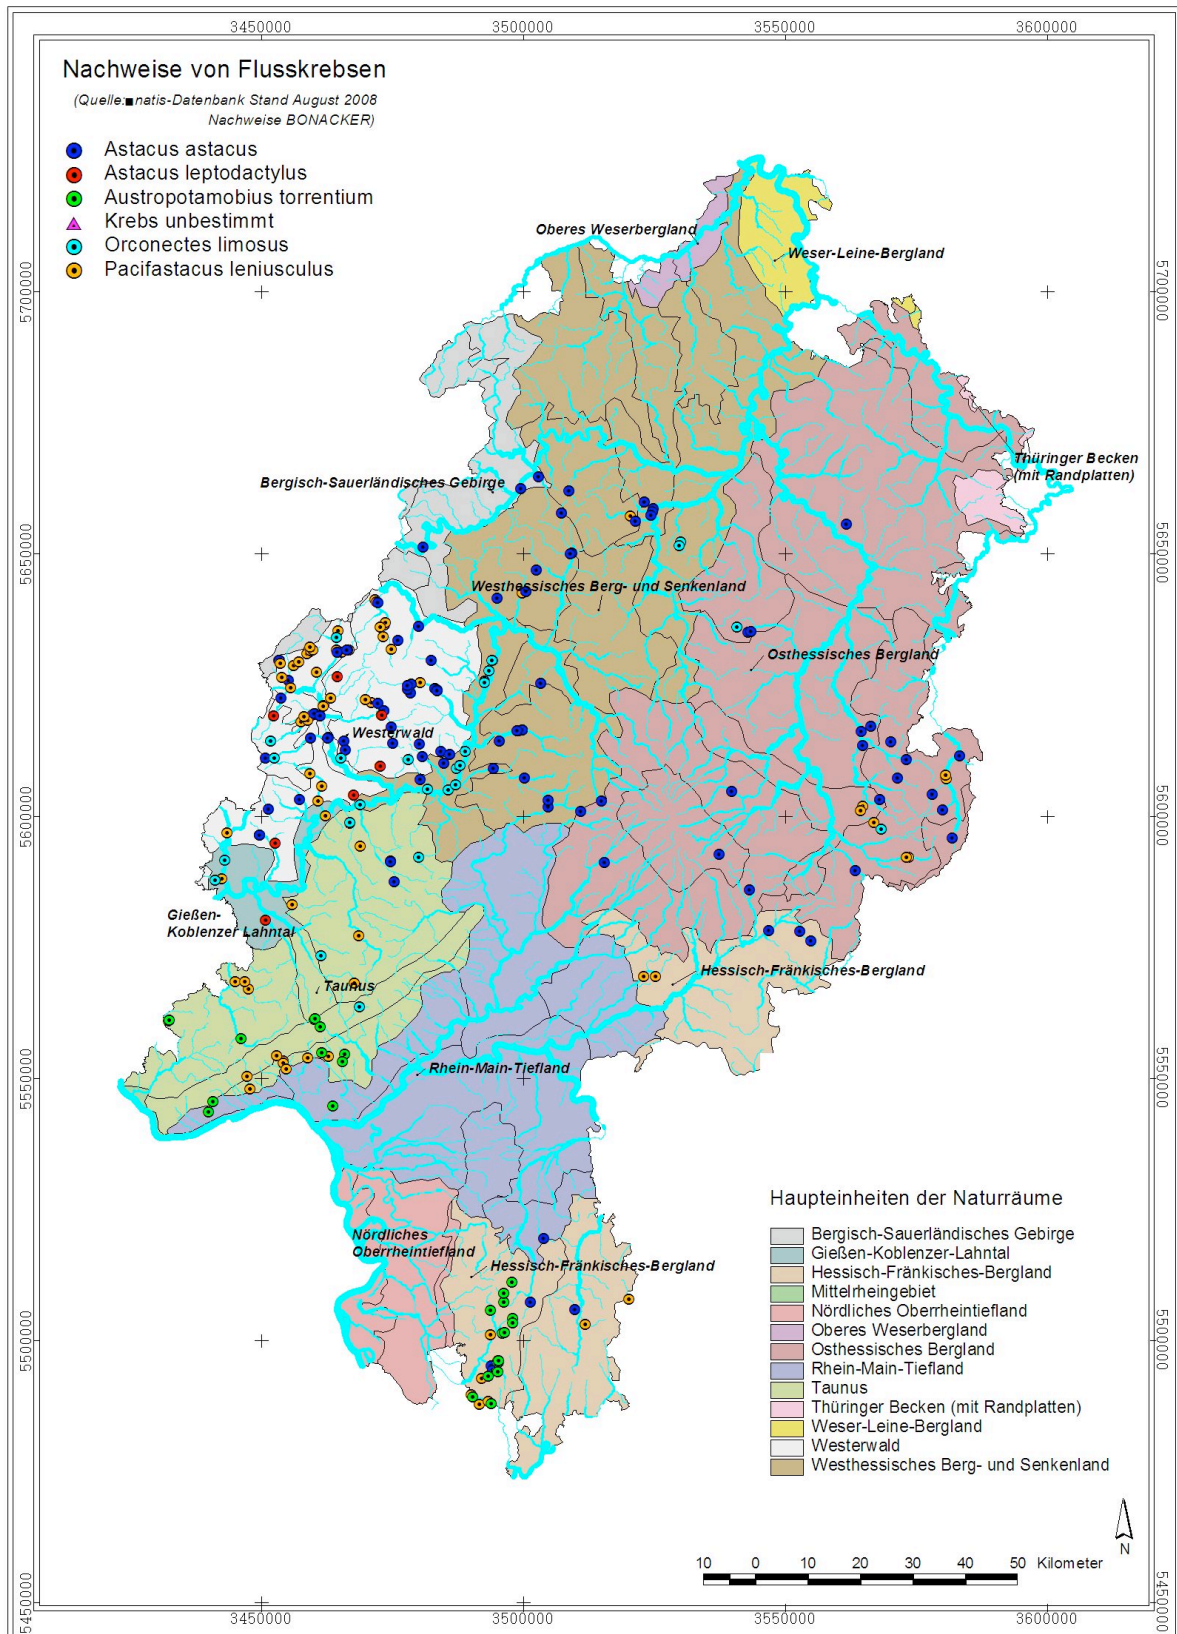 3450000 3500000 3550000 3600000
Nachweise von Flusskrebsen
(Quelle:■natis-Datenbank Stand August 2008
Nachweise BONACKER)
Astacus astacus
Astacus leptodactylus
Austropotamobius torrentium
Krebs unbestimmt
Orconectes limosus
Pacifastacus leniusculus
Oberes Weserbergland
Weser-Leine-Bergland
5700000 5700000
Thüringer Becken
(mit Randplatten)
Bergisch-Sauerländisches Gebirge
5650000 5650000
Westhessisches Berg- und Senkenland
Osthessisches Bergland
Westerwald
5600000 5600000
Gießen-
Koblenzer Lahntal
Hessisch-Fränkisches-Bergland
Taunus
Rhein-Main-Tiefland
5550000 5550000
Nördliches
Oberrheintiefland
Hessisch-Fränkisches-Bergland
5500000 5500000
Haupteinheiten der Naturräume
Bergisch-Sauerländisches Gebirge
Gießen-Koblenzer-Lahntal
Hessisch-Fränkisches-Bergland
Mittelrheingebiet
Nördliches Oberrheintiefland
Oberes Weserbergland
Osthessisches Bergland
Rhein-Main-Tiefland
Taunus
Thüringer Becken (mit Randplatten)
Weser-Leine-Bergland
Westerwald
Westhessisches Berg- und Senkenland
N
10 0 10 20 30 40 50 Kilometer
5450000 5450000
3450000 3500000 3550000 3600000